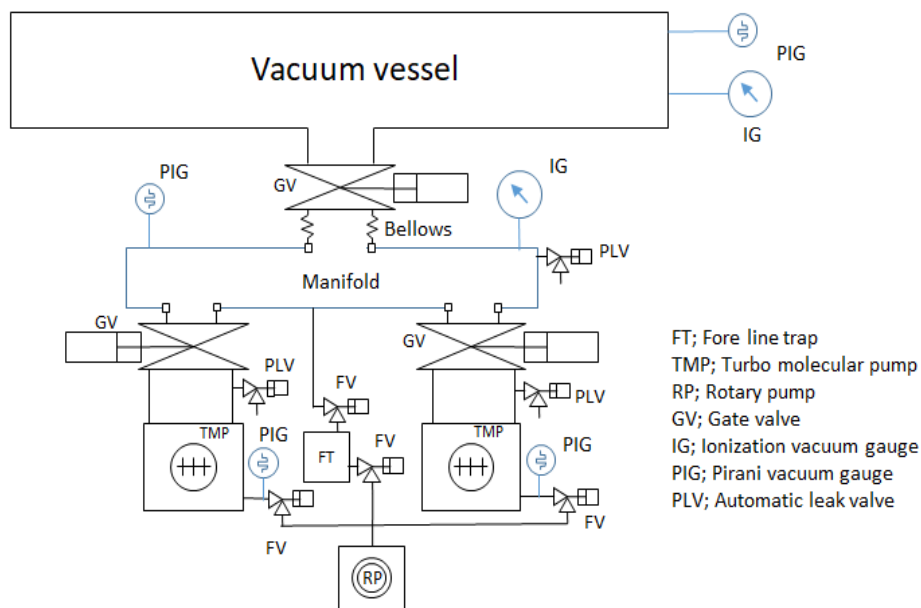 Vacuum vessel
PIG
IG
PIG
GV
IG
Bellows
PLV
Manifold
GV
GV
PLV
FV
PLV
TMP
PIG
FT
FV
TMP
PIG
FV
FV
RP
FT; Fore line trap
TMP; Turbo molecular pump
RP; Rotary pump
GV; Gate valve
IG; Ionization vacuum gauge
PIG; Pirani vacuum gauge
PLV; Automatic leak valve